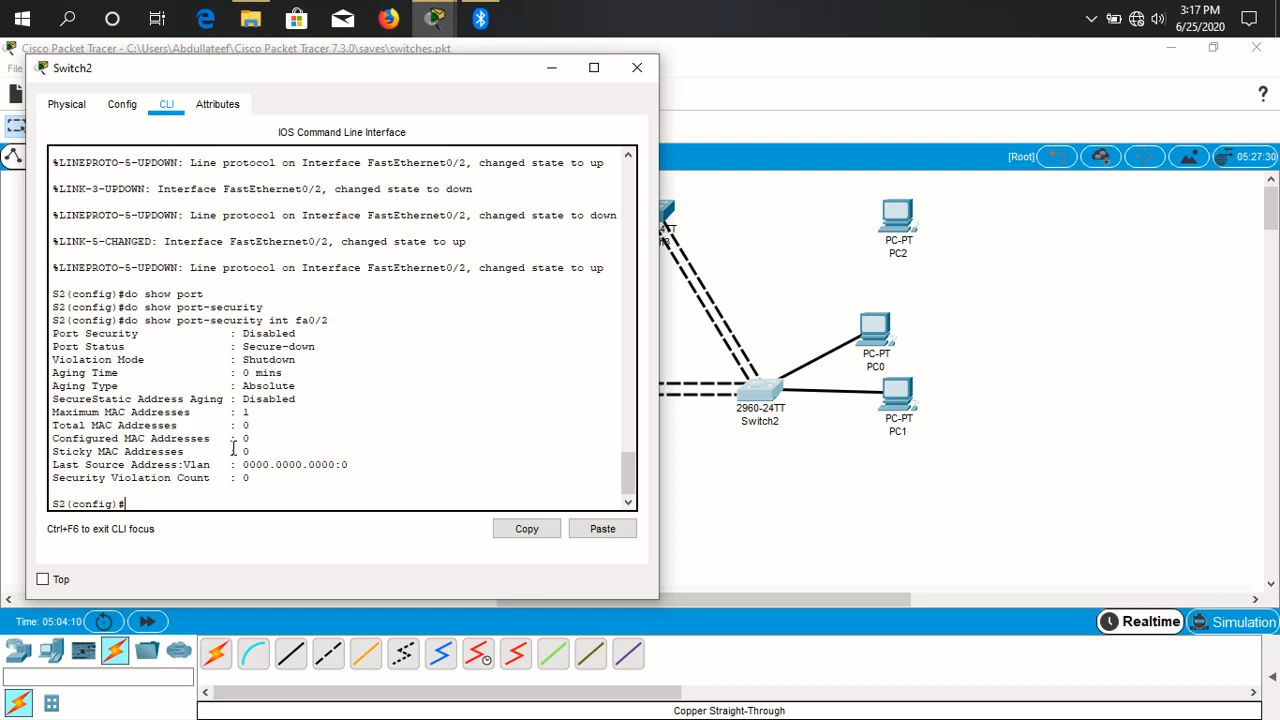 3:17 PM
6/25/2020
Cisco Packet Tracer - C:\Users\Abdullateef\Cisco Packet Tracer 7.3.0\saves\switches.pkt
File
Switch2
Physical
Config
CLI
Attributes
IOS Command Line Interface
%LINEPROTO-5-UPDOWN: Line protocol on Interface FastEthernet0/2, changed state to up
%LINK-3-UPDOWN: Interface FastEthernet0/2, changed state to down
%LINEPROTO-5-UPDOWN: Line protocol on Interface FastEthernet0/2, changed state to down
%LINK-5-CHANGED: Interface FastEthernet0/2, changed state to up
%LINEPROTO-5-UPDOWN: Line protocol on Interface FastEthernet0/2, changed state to up
S2(config)#do show port
S2(config)#do show port-security
S2(config)#do show port-security int fa0/2
Port Security : Disabled
Port Status : Secure-down
Violation Mode : Shutdown
Aging Time : 0 mins
Aging Type : Absolute
SecureStatic Address Aging : Disabled
Maximum MAC Addresses : 1
Total MAC Addresses : 0
Configured MAC Addresses : 0
Sticky MAC Addresses : 0
Last Source Address:Vlan : 0000.0000.0000:0
Security Violation Count : 0
S2(config)#
Ctrl+F6 to exit CLI focus
Copy
Paste
Top
[Root]
05:27:30
PC-PT
PC2
PC-PT
PC0
2960-24TT
Switch2
PC-PT
PC1
Time: 05:04:10
Realtime
Simulation
Copper Straight-Through